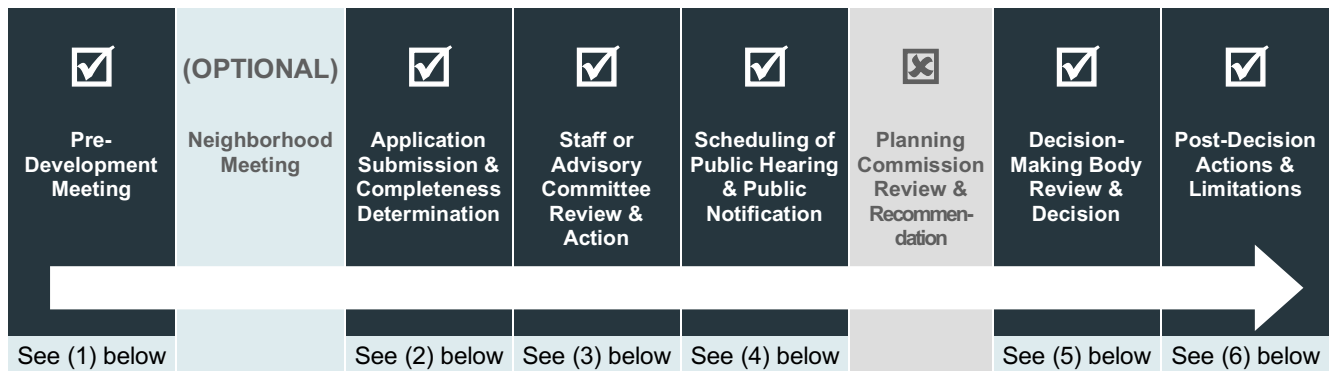 (OPTIONAL)
Pre-
Development
Meeting
Neighborhood
Meeting
Application
Submission &
Completeness
Determination
Staff or
Advisory
Committee
Review &
Action
Scheduling of
Public Hearing
& Public
Notification
Planning
Commission
Review &
Recommen-
dation
Decision-
Making Body
Review &
Decision
Post-Decision
Actions &
Limitations
See (1) below
See (2) below
See (3) below
See (4) below
See (5) below
See (6) below